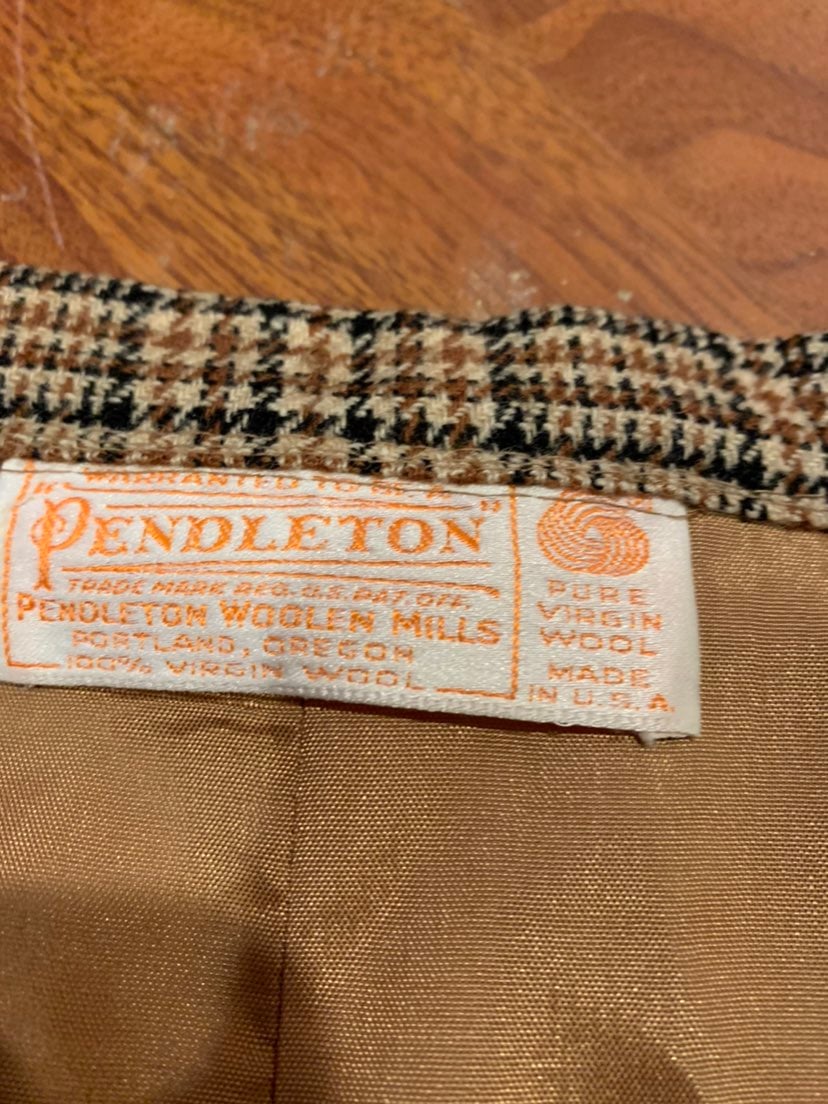 WARRANTED TO BE A
"PENDLETON"
TRADE MARK REG. U.S. PAT. OFF.
PENDLETON WOOLEN MILLS
PORTLAND, OREGON
100% VIRGIN WOOL
PURE
VIRGIN
WOOL
MADE
IN U.S.A.